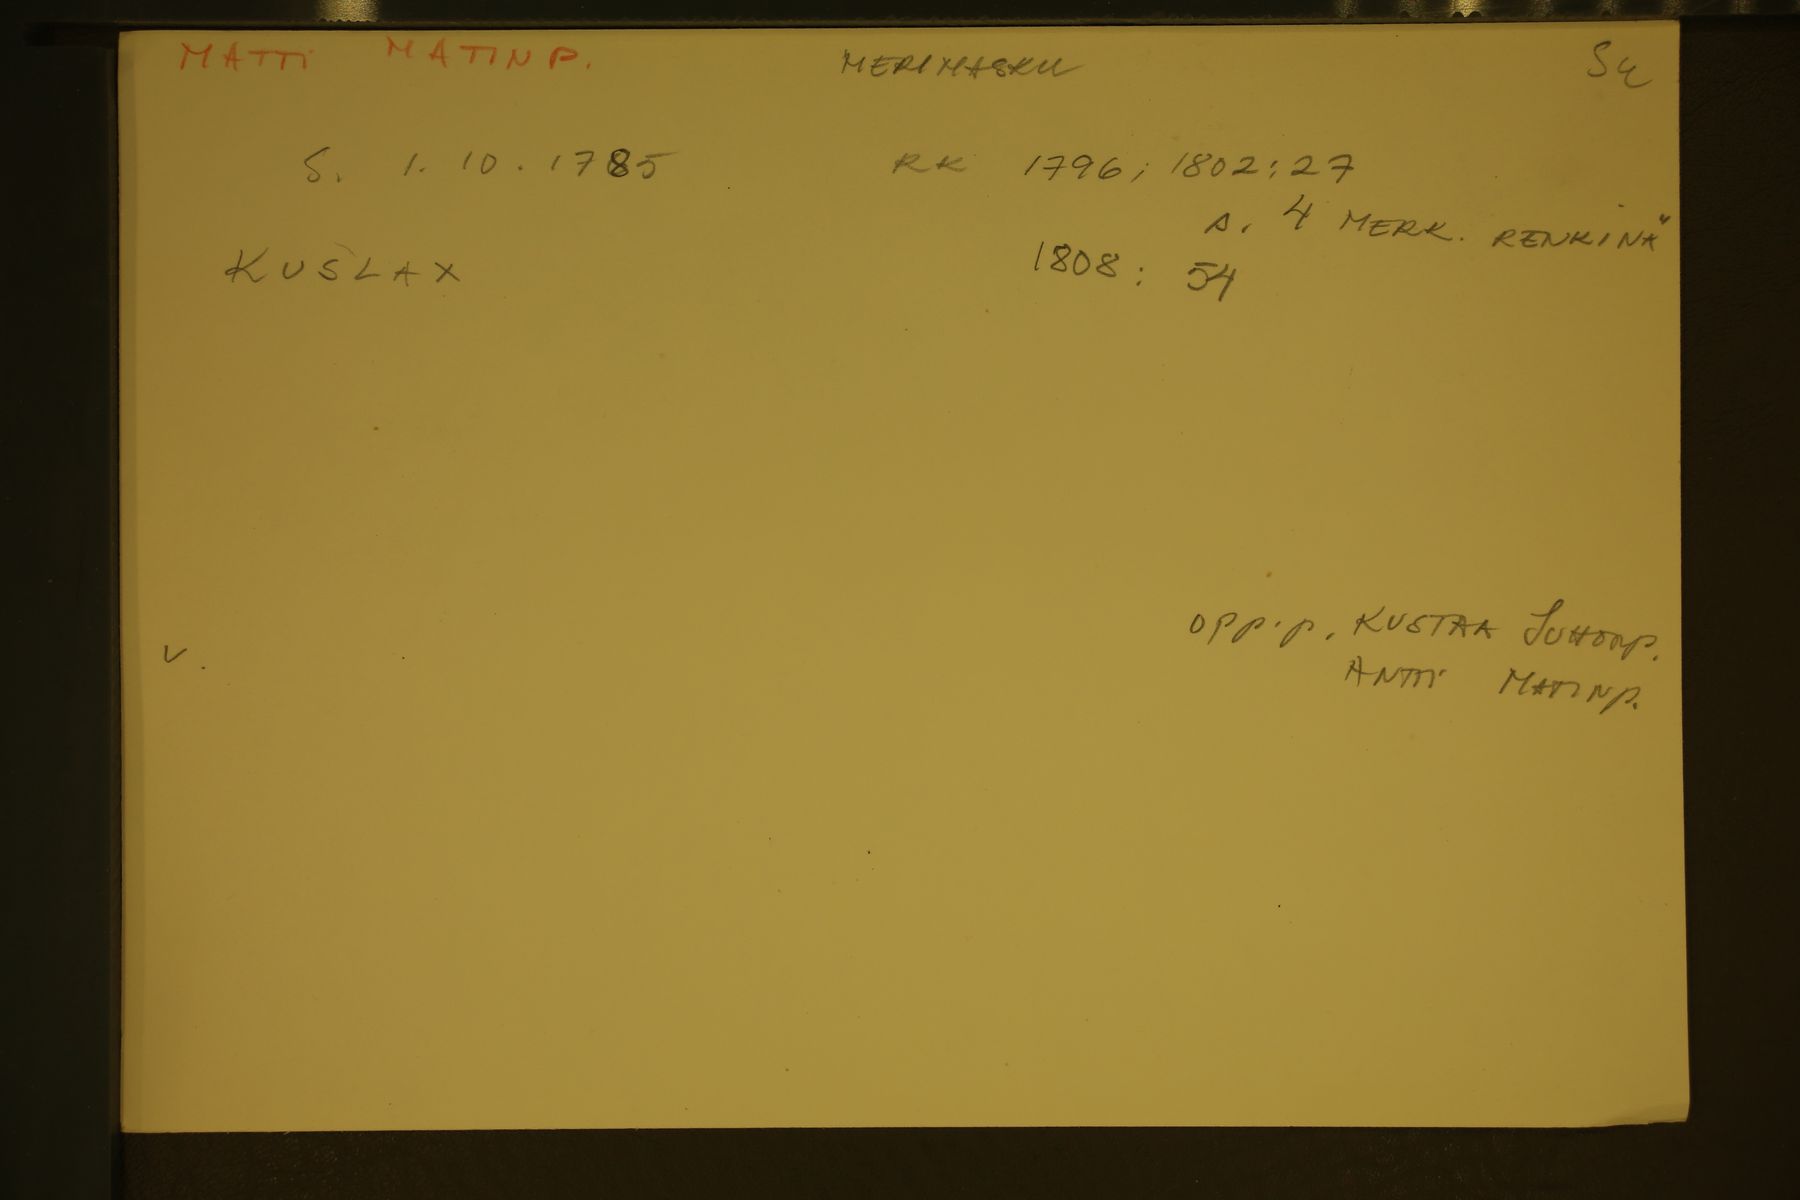 MATTI MATINP. MERIMASKU
S. 1.10.1785 RK 1796; 1802:27
s. 4 MERK. RENKINÄ
KUSLAX 1808: 54
v.
opp.p. KUSTAA JUHONP.
ANTTI MATINP.